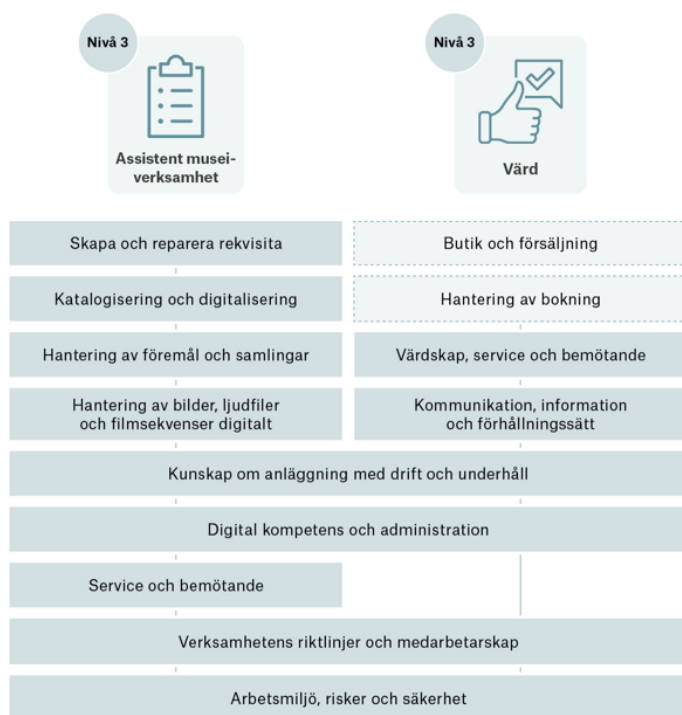 Nivå 3
Assistent musei-
verksamhet
Nivå 3
Värd
Skapa och reparera rekvisita
Butik och försäljning
Katalogisering och digitalisering
Hantering av bokning
Hantering av föremål och samlingar
Värdskap, service och bemötande
Hantering av bilder, ljudfiler
och filmsekvenser digitalt
Kommunikation, information
och förhållningssätt
Kunskap om anläggning med drift och underhåll
Digital kompetens och administration
Service och bemötande
Verksamhetens riktlinjer och medarbetarskap
Arbetsmiljö, risker och säkerhet